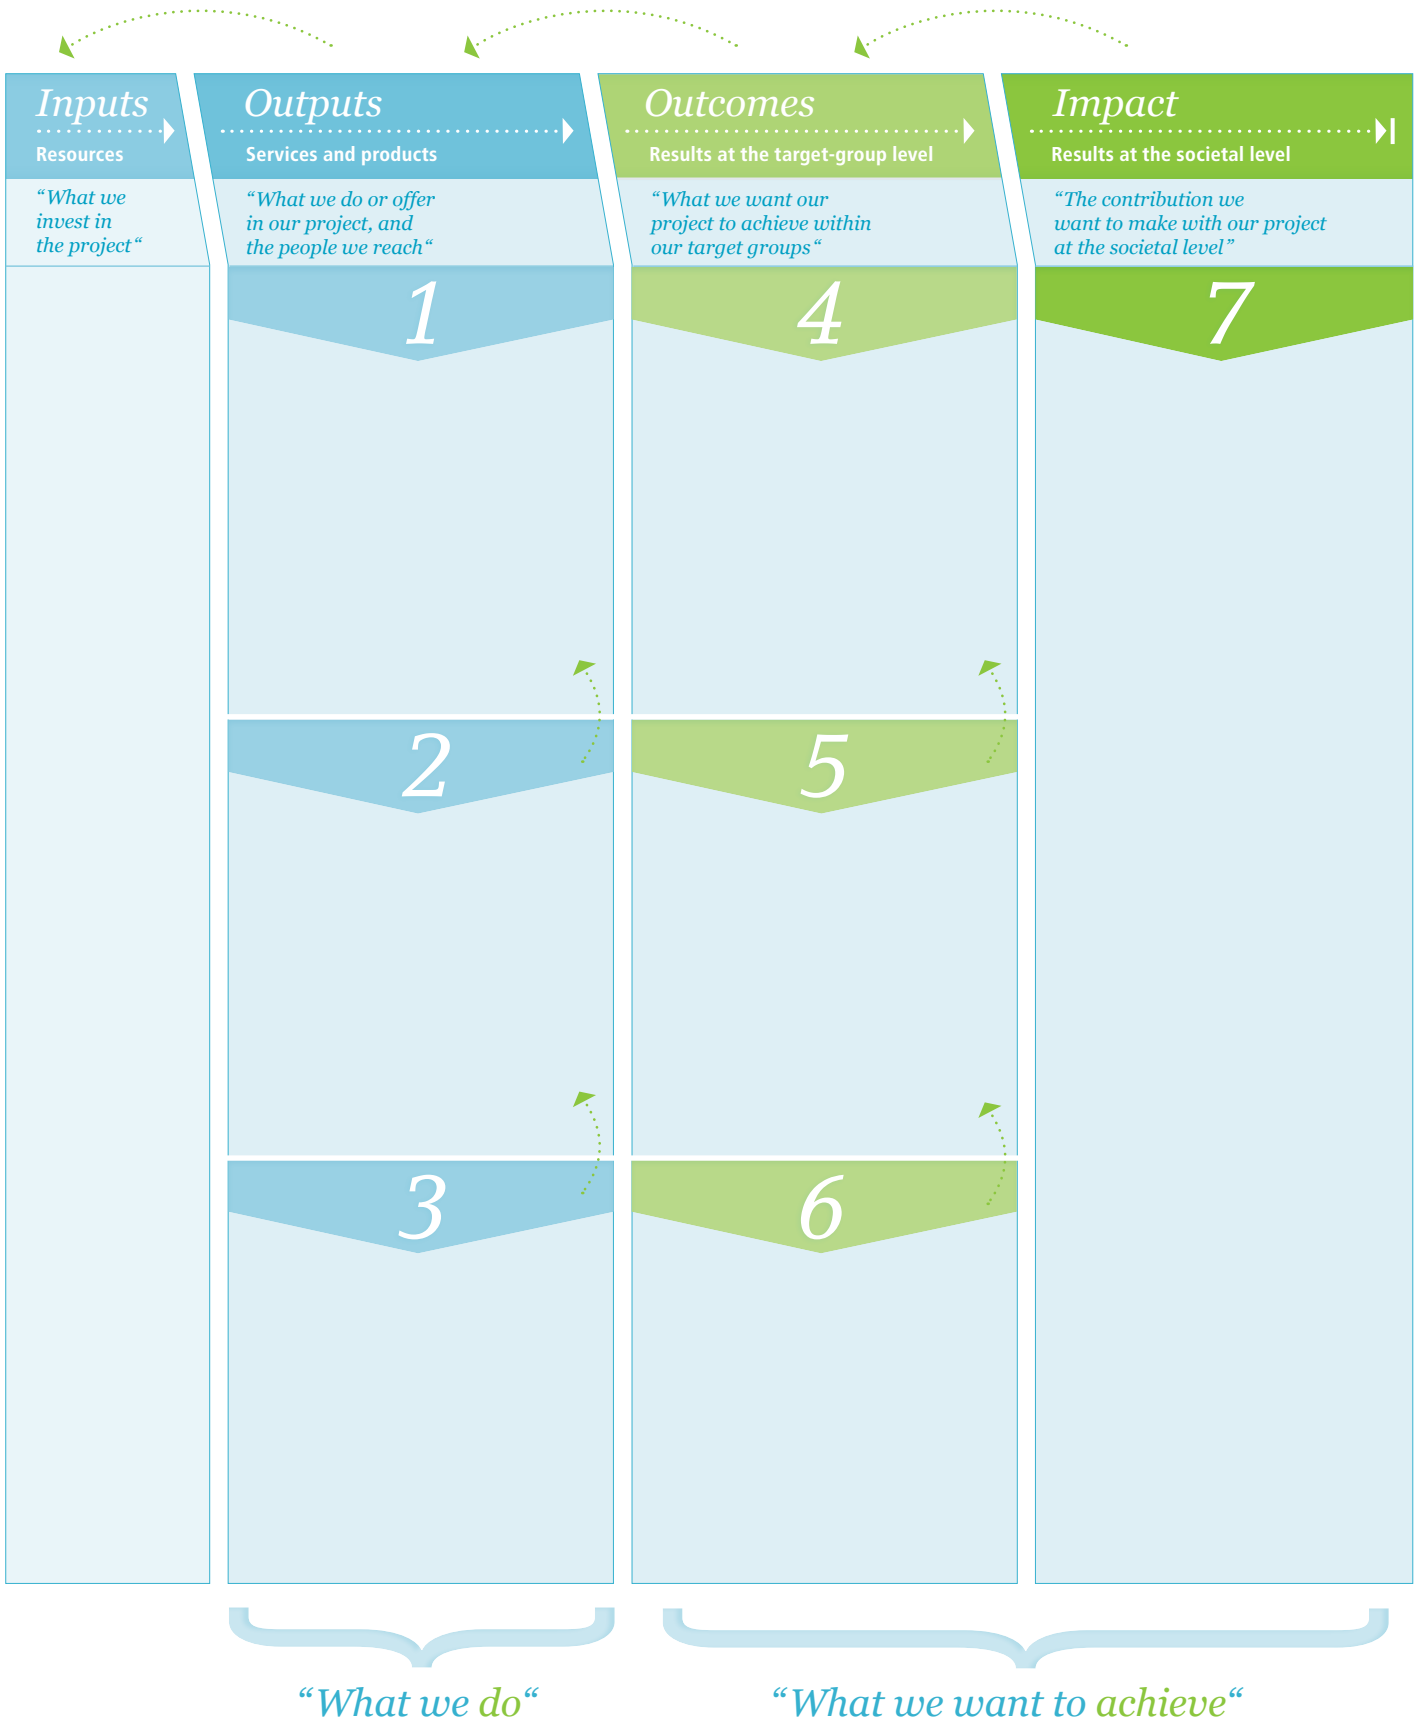 Inputs
Resources
“What we
invest in
the project“
Outputs
Services and products
“What we do or offer
in our project, and
the people we reach“
Outcomes
Results at the target-group level
“What we want our
project to achieve within
our target groups“
Impact
Results at the societal level
“The contribution we
want to make with our project
at the societal level”
1
4
7
2
5
3
6
“What we do“
“What we want to achieve“